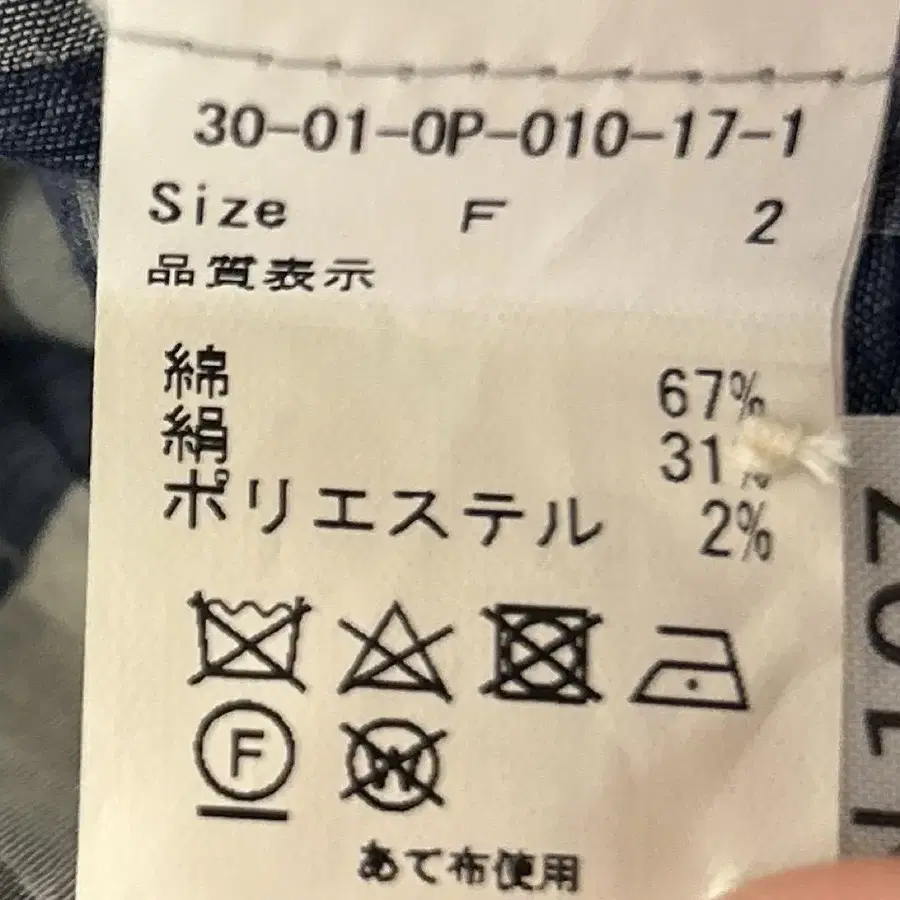 30-01-OP-010-17-1
Size F 2
品質表示
綿 67%
絹 31%
ポリエステル 2%
F
W
あて布使用